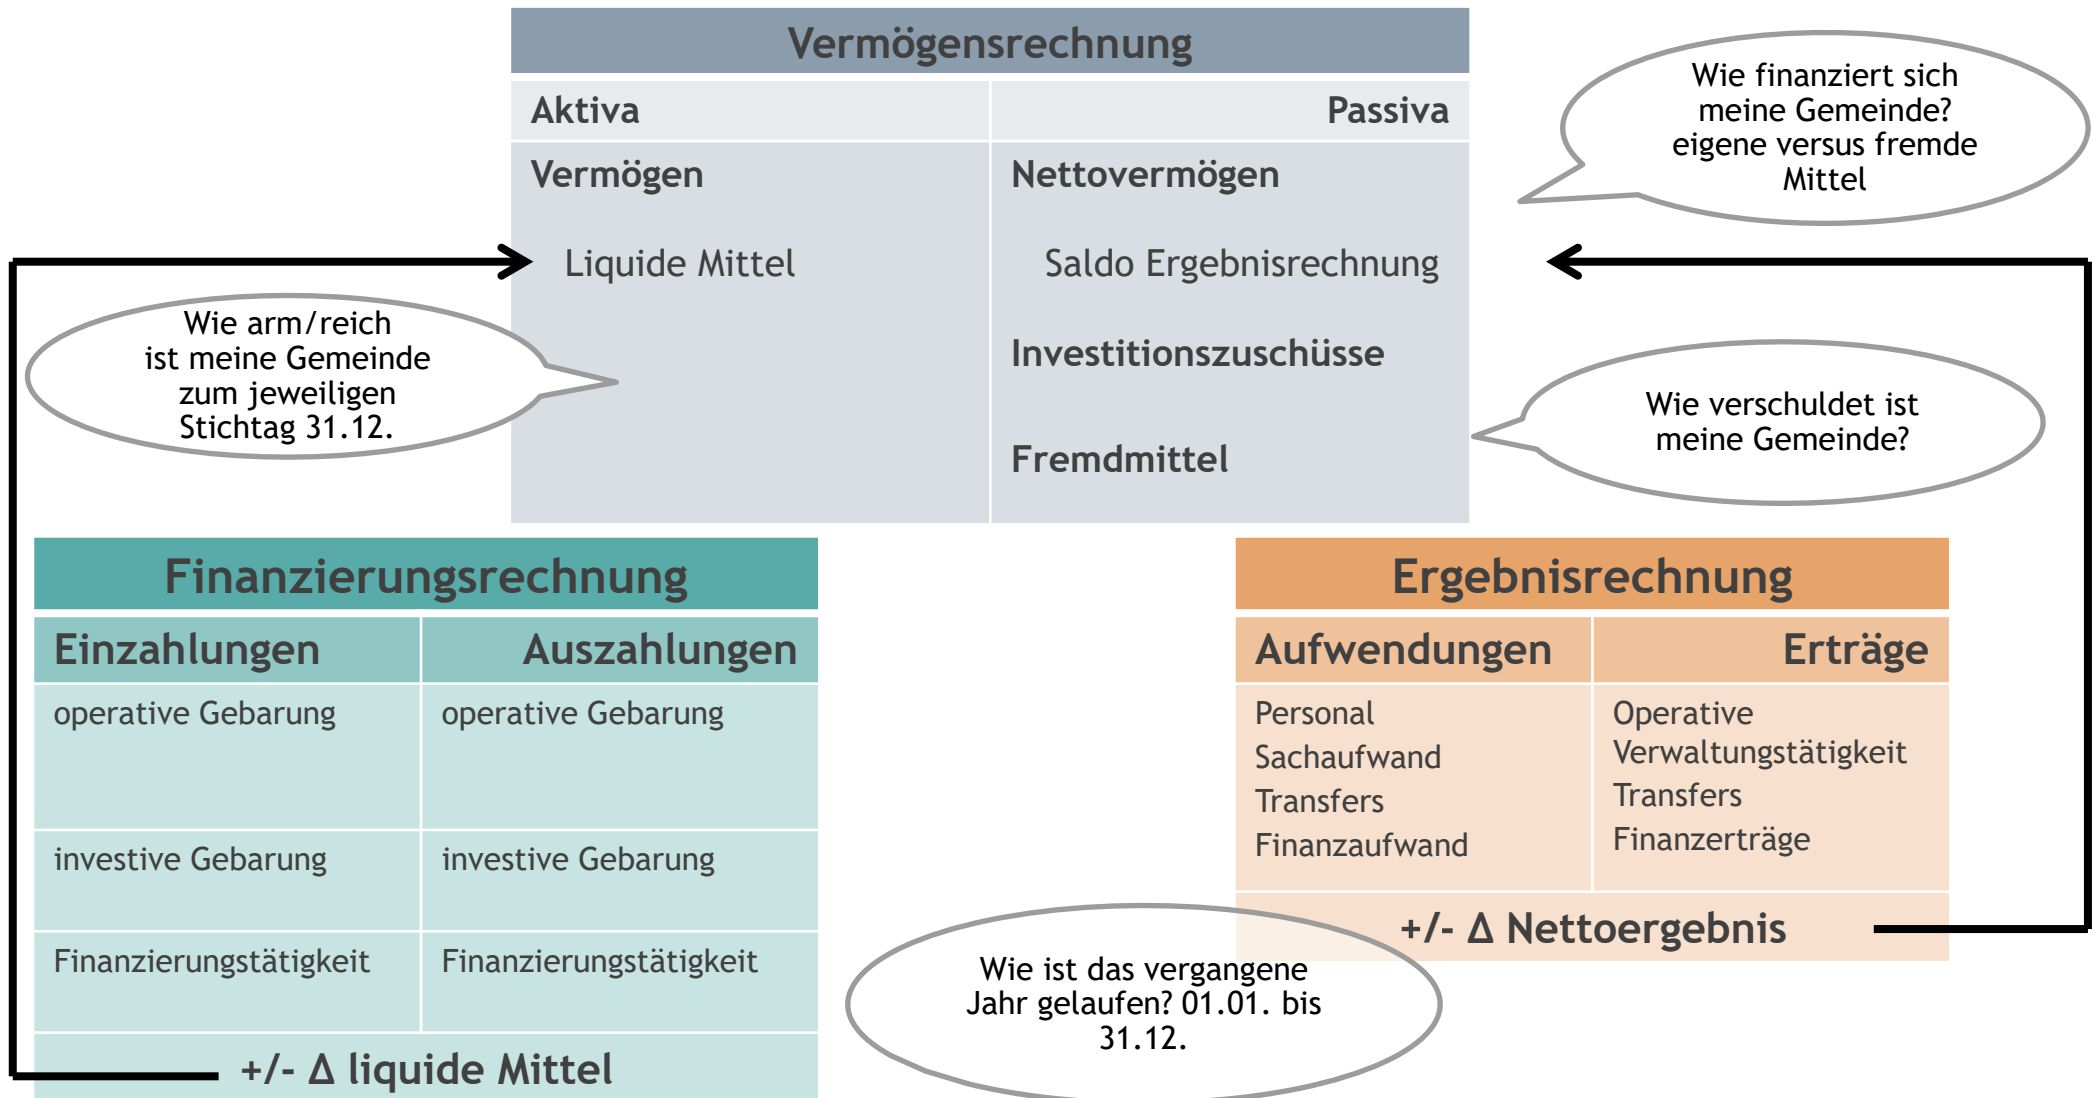 Vermögensrechnung
Aktiva
Passiva
Vermögen
Nettovermögen
Liquide Mittel
Saldo Ergebnisrechnung
Investitionszuschüsse
Fremdmittel
Wie finanziert sich
meine Gemeinde?
eigene versus fremde
Mittel
Wie arm/reich
ist meine Gemeinde
zum jeweiligen
Stichtag 31.12.
Wie verschuldet ist
meine Gemeinde?
Finanzierungsrechnung
Einzahlungen
Auszahlungen
operative Gebarung
operative Gebarung
investive Gebarung
investive Gebarung
Finanzierungstätigkeit
Finanzierungstätigkeit
+/- Δ liquide Mittel
Ergebnisrechnung
Aufwendungen
Erträge
Personal
Sachaufwand
Transfers
Finanzaufwand
Operative
Verwaltungstätigkeit
Transfers
Finanzerträge
+/- Δ Nettoergebnis
Wie ist das vergangene
Jahr gelaufen? 01.01. bis
31.12.